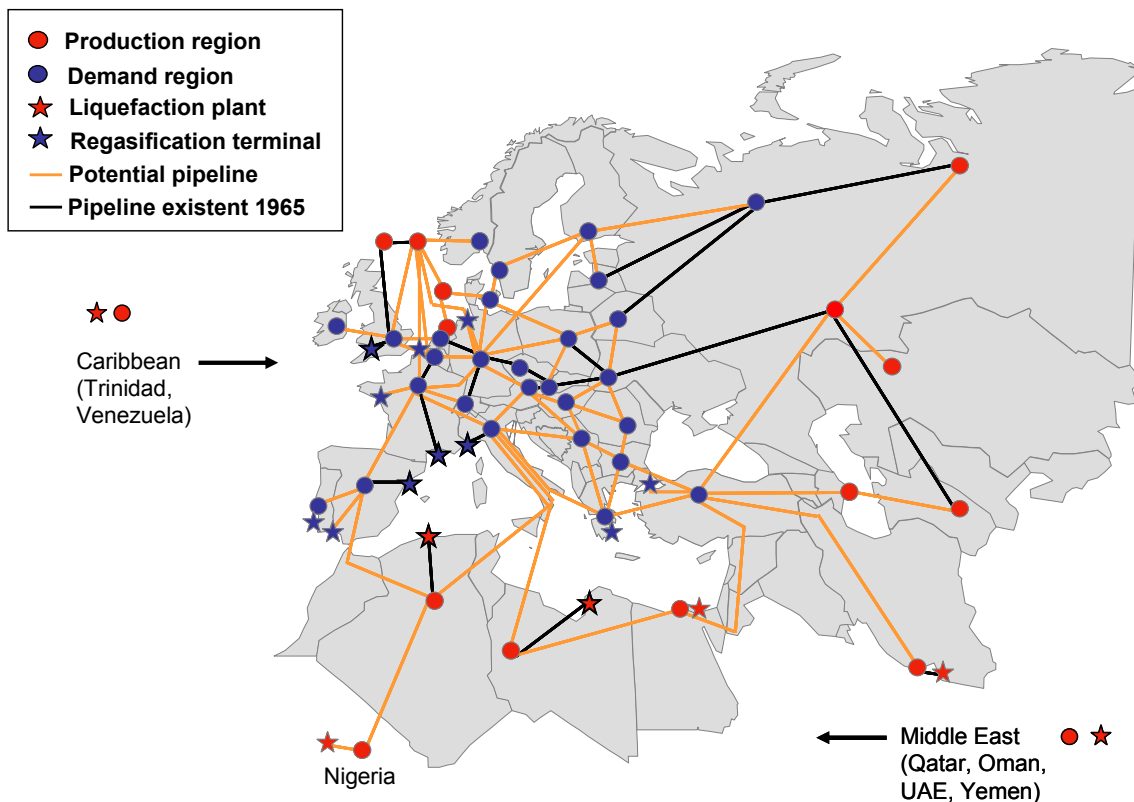 Production region
Demand region
Liquefaction plant
Regasification terminal
Potential pipeline
Pipeline existent 1965
Caribbean
(Trinidad,
Venezuela)
Nigeria
Middle East
(Qatar, Oman,
UAE, Yemen)